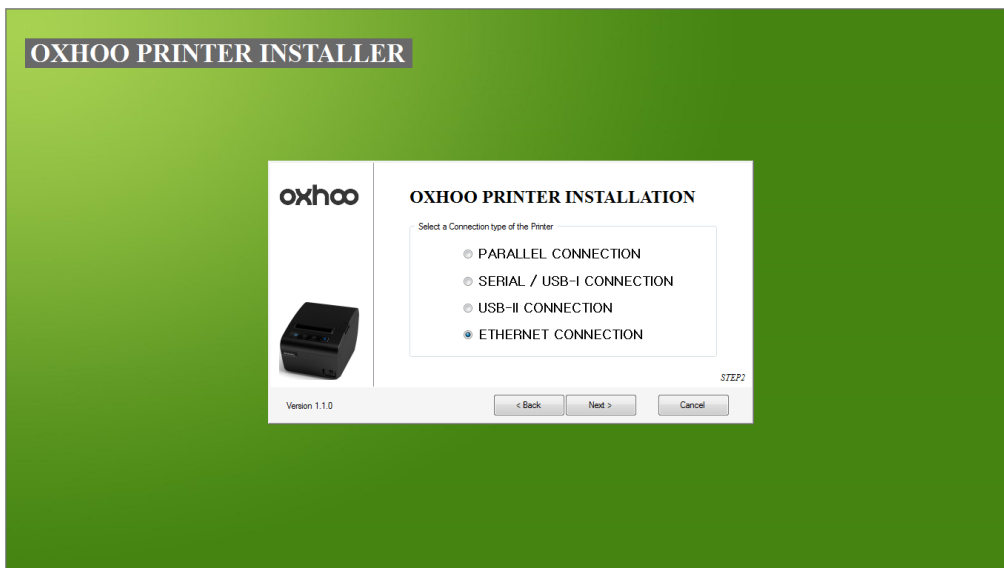 OXHOO PRINTER INSTALLER
oxhoo
OXHOO PRINTER INSTALLATION
Select a Connection type of the Printer
PARALLEL CONNECTION
SERIAL / USB-I CONNECTION
USB-II CONNECTION
ETHERNET CONNECTION
STEP2
Version 1.1.0
< Back
Next >
Cancel